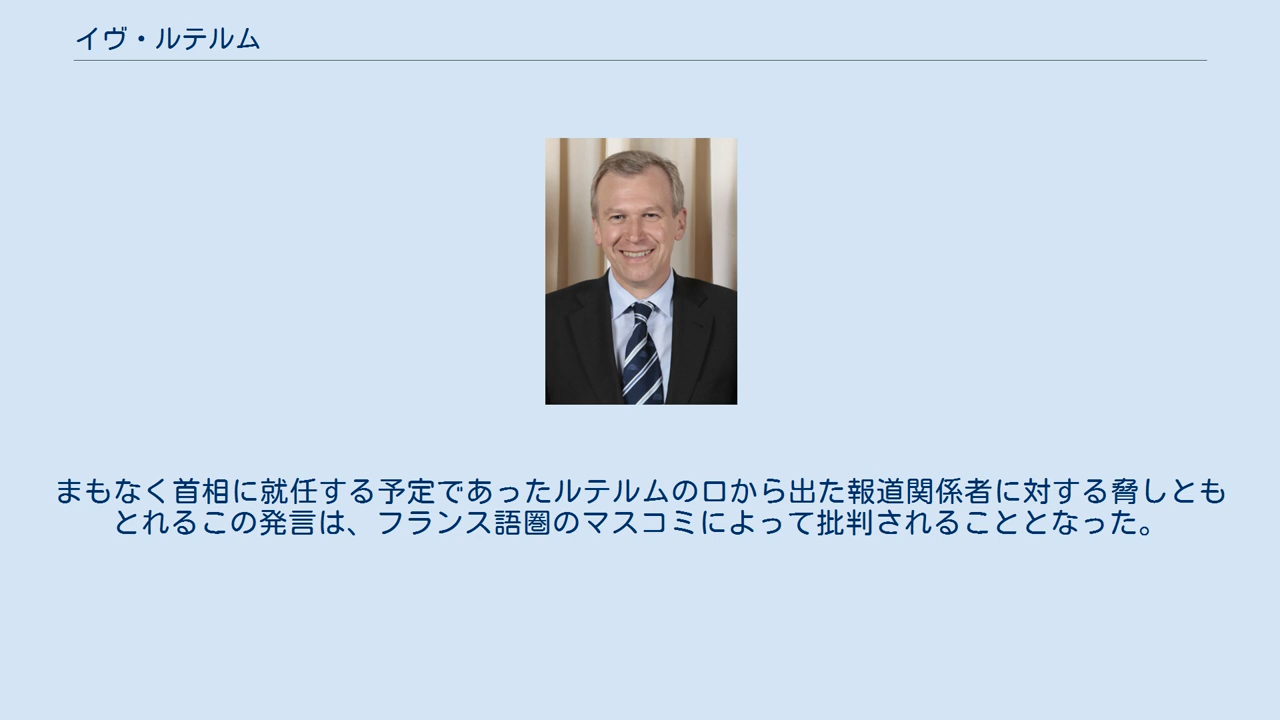 イヴ・ルテルム
まもなく首相に就任する予定であったルテルムの口から出た報道関係者に対する脅しとも
とれるこの発言は、フランス語圏のマスコミによって批判されることとなった。